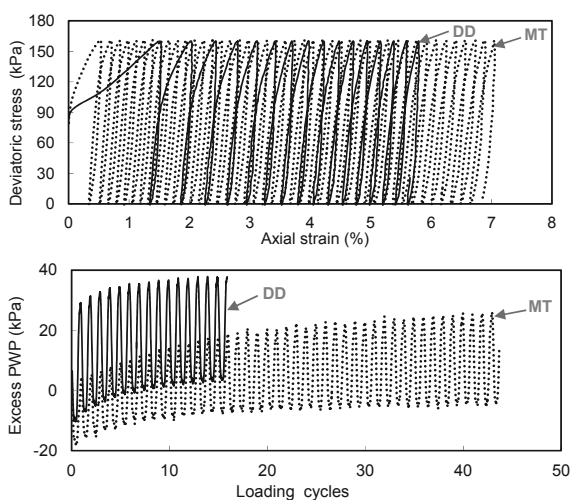 Deviatoric stress (kPa)
180
150
120
90
60
30
0
DD
MT
0 1 2 3 4 5 6 7 8
Axial strain (%)
Excess PWP (kPa)
40
20
0
-20
DD
MT
0 10 20 30 40 50
Loading cycles